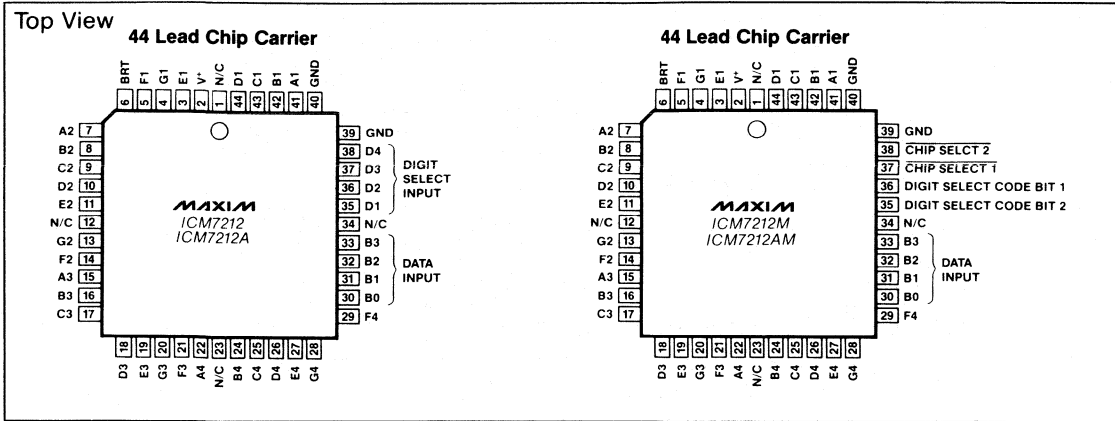 Top View
44 Lead Chip Carrier
BRT F1 G1 E1 V+ N/C D1 C1 B1 A1 GND
6 5 4 3 2 1 44 43 42 41 40
A2 7
B2 8
C2 9
D2 10
E2 11
N/C 12
G2 13
F2 14
A3 15
B3 16
C3 17
MAXIM
ICM7212
ICM7212A
39 GND
38 D4
37 D3
36 D2
35 D1
DIGIT
SELECT
INPUT
34 N/C
33 B3
32 B2
31 B1
30 B0
DATA
INPUT
29 F4
18 19 20 21 22 23 24 25 26 27 28
D3 E3 G3 F3 A4 N/C B4 C4 D4 E4 G4
44 Lead Chip Carrier
BRT F1 G1 E1 V+ N/C D1 C1 B1 A1 GND
6 5 4 3 2 1 44 43 42 41 40
A2 7
B2 8
C2 9
D2 10
E2 11
N/C 12
G2 13
F2 14
A3 15
B3 16
C3 17
MAXIM
ICM7212M
ICM7212AM
39 GND
38 CHIP SELCT 2
37 CHIP SELECT 1
36 DIGIT SELECT CODE BIT 1
35 DIGIT SELECT CODE BIT 2
34 N/C
33 B3
32 B2
31 B1
30 B0
DATA
INPUT
29 F4
18 19 20 21 22 23 24 25 26 27 28
D3 E3 G3 F3 A4 N/C B4 C4 D4 E4 G4